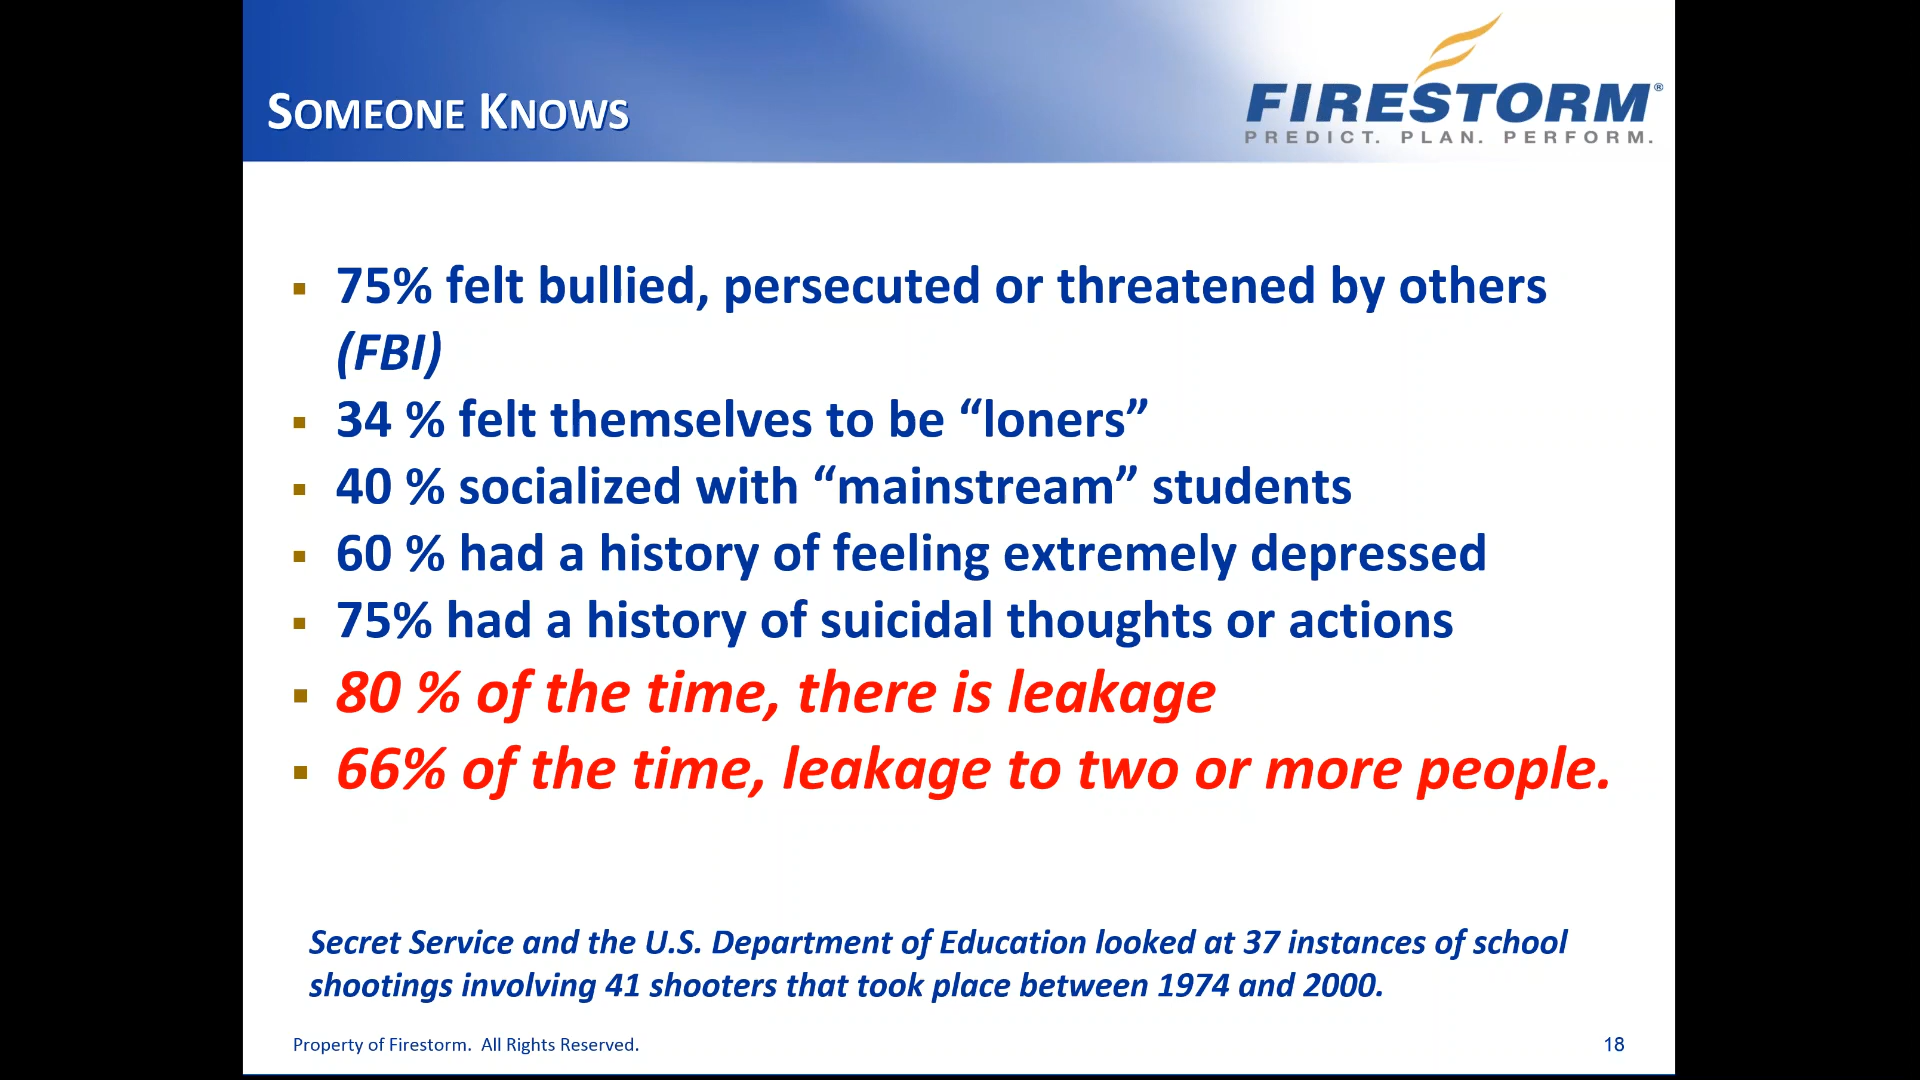 SOMEONE KNOWS
FIRESTORM®
PREDICT. PLAN. PERFORM.
▪ 75% felt bullied, persecuted or threatened by others
(FBI)
▪ 34 % felt themselves to be “loners”
▪ 40 % socialized with “mainstream” students
▪ 60 % had a history of feeling extremely depressed
▪ 75% had a history of suicidal thoughts or actions
▪ 80 % of the time, there is leakage
▪ 66% of the time, leakage to two or more people.
Secret Service and the U.S. Department of Education looked at 37 instances of school
shootings involving 41 shooters that took place between 1974 and 2000.
Property of Firestorm. All Rights Reserved.
18